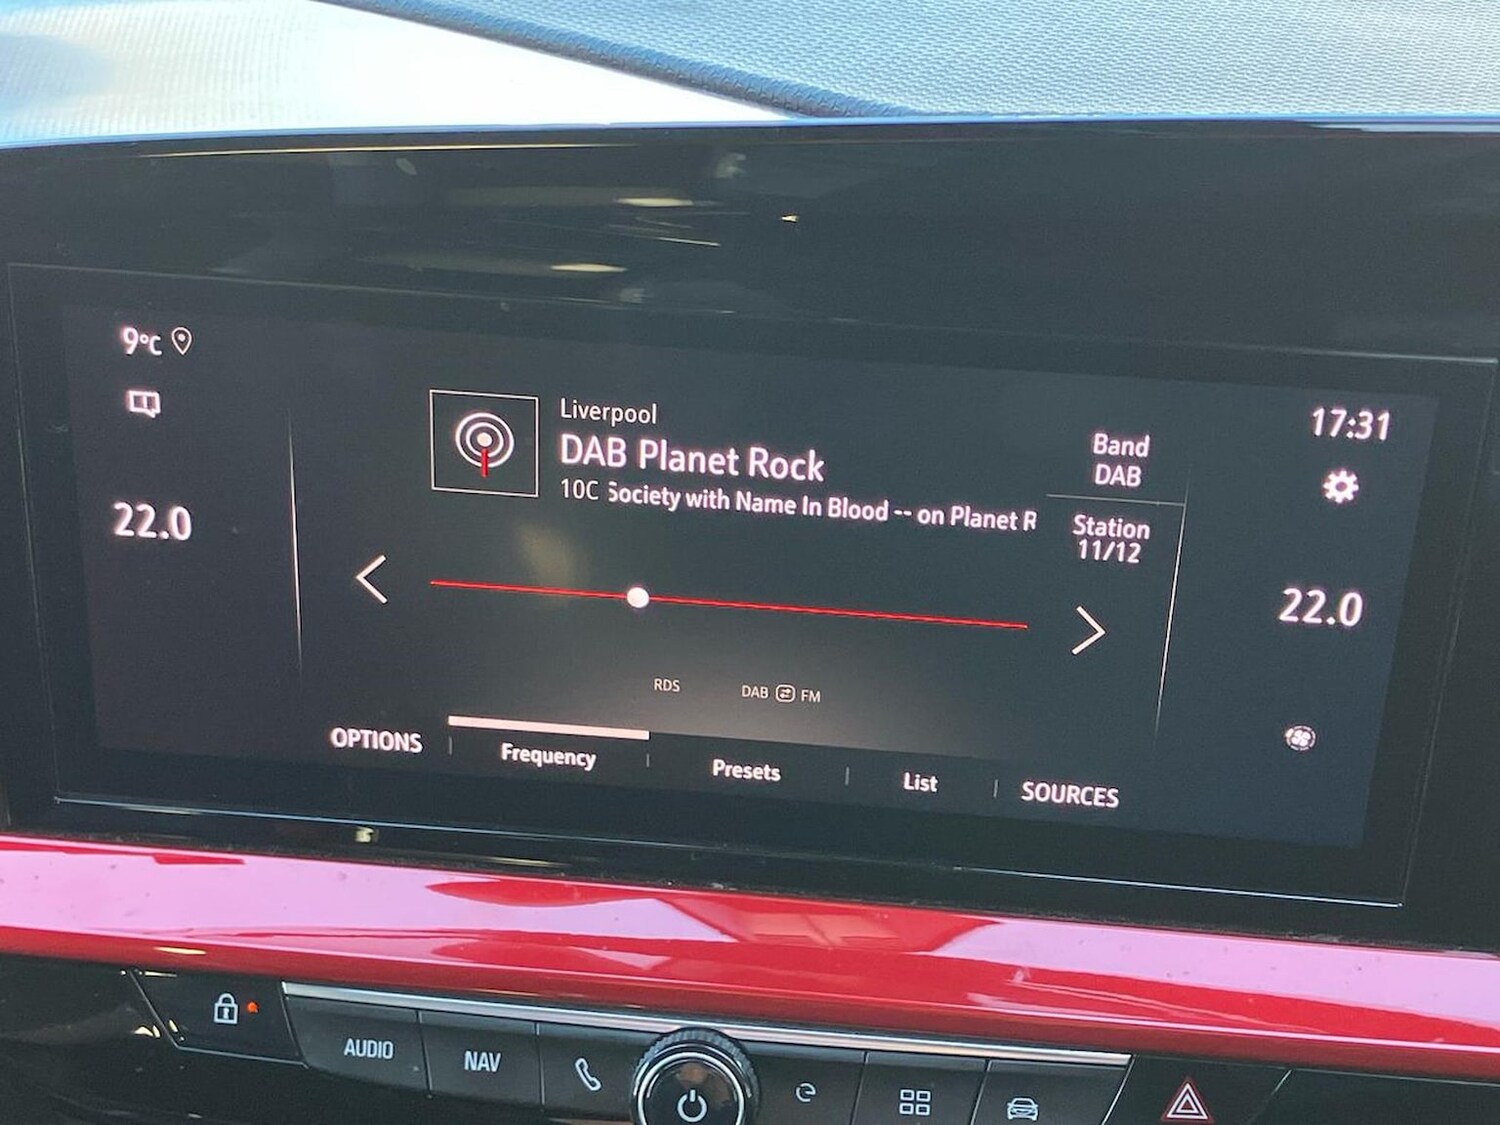 9°C
22.0
Liverpool
DAB Planet Rock
10C Society with Name In Blood -- on Planet R
Band
DAB
Station
11/12
17:31
22.0
RDS
DAB FM
OPTIONS
Frequency
Presets
List
SOURCES
AUDIO
NAV